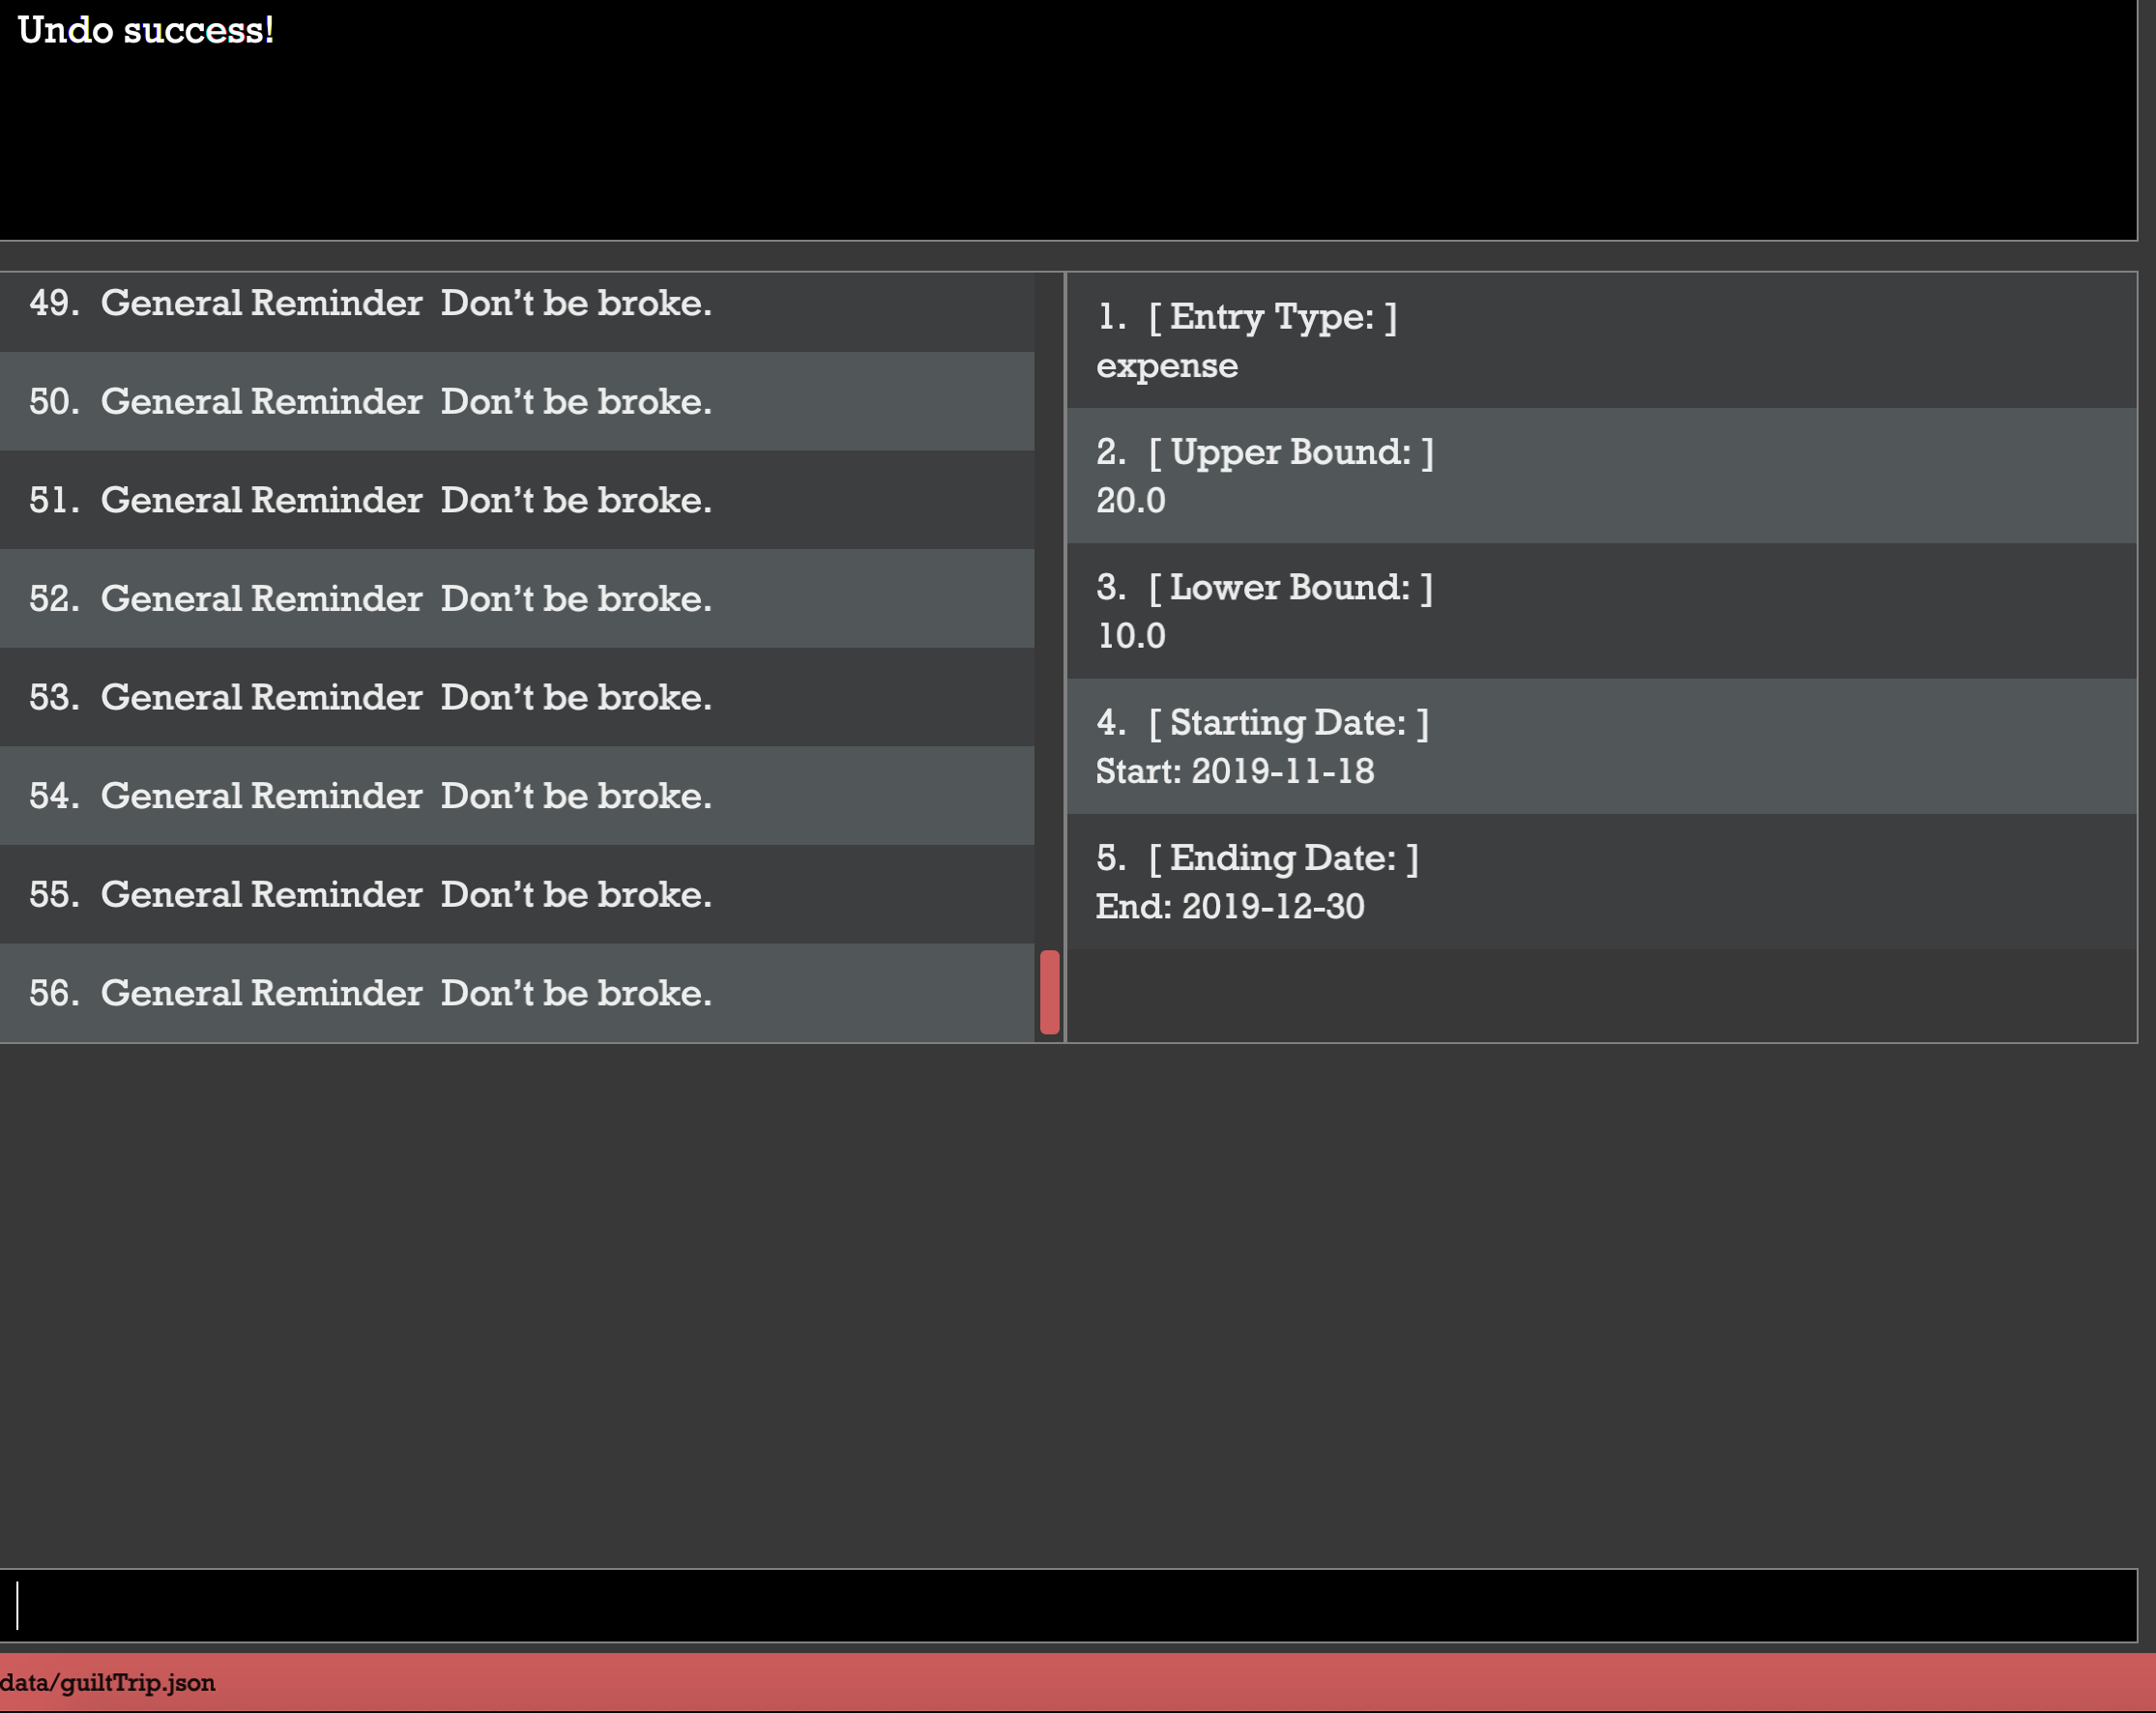 Undo success!
49. General Reminder Don’t be broke.
50. General Reminder Don’t be broke.
51. General Reminder Don’t be broke.
52. General Reminder Don’t be broke.
53. General Reminder Don’t be broke.
54. General Reminder Don’t be broke.
55. General Reminder Don’t be broke.
56. General Reminder Don’t be broke.
1. [ Entry Type: ]
expense
2. [ Upper Bound: ]
20.0
3. [ Lower Bound: ]
10.0
4. [ Starting Date: ]
Start: 2019-11-18
5. [ Ending Date: ]
End: 2019-12-30
data/guiltTrip.json